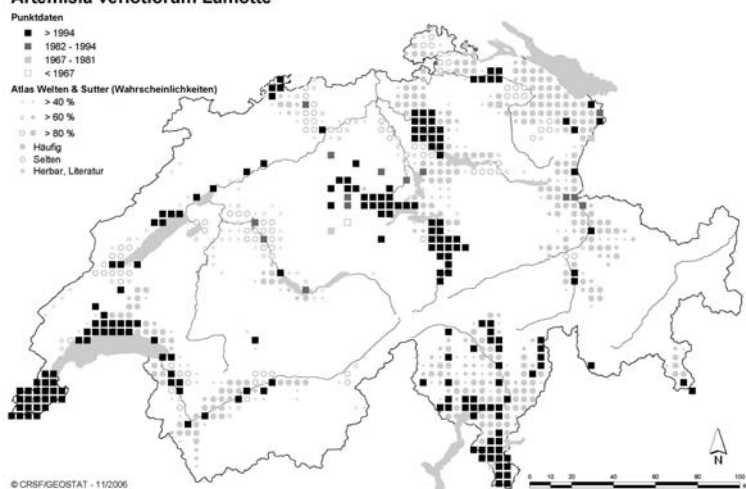 Artemisia verlotiorum Lamotte
Punktdaten
> 1994
1982 - 1994
1967 - 1981
< 1967
Atlas Welten & Sutter (Wahrscheinlichkeiten)
> 40 %
> 60 %
> 80 %
Häufig
Selten
Herbar, Literatur
N
0 10 20 40 60 80 100
© CRSF/GEOSTAT - 11/2006